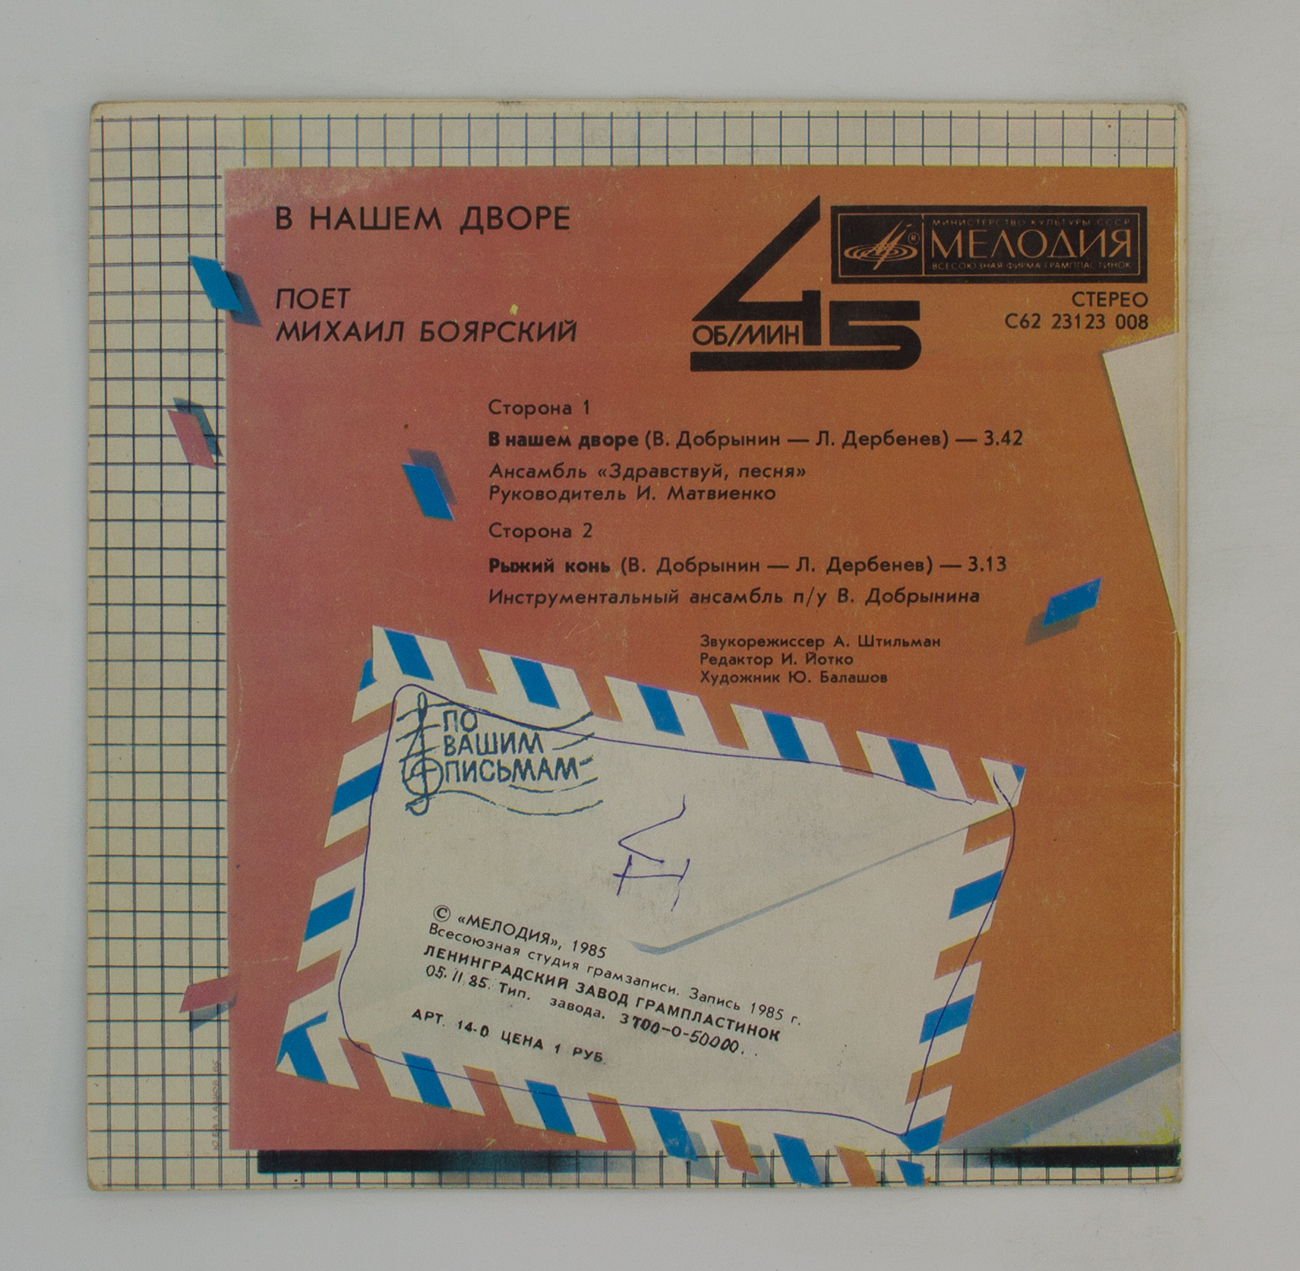 В НАШЕМ ДВОРЕ
ПОЕТ
МИХАИЛ БОЯРСКИЙ
45
ОБ/МИН
МИНИСТЕРСТВО КУЛЬТУРЫ СССР
МЕЛОДИЯ
ВСЕСОЮЗНАЯ ФИРМА ГРАМПЛАСТИНОК
СТЕРЕО
С62 23123 008
Сторона 1
В нашем дворе (В. Добрынин — Л. Дербенев) — 3.42
Ансамбль «Здравствуй, песня»
Руководитель И. Матвиенко
Сторона 2
Рыжий конь (В. Добрынин — Л. Дербенев) — 3.13
Инструментальный ансамбль п/у В. Добрынина
Звукорежиссер А. Штильман
Редактор И. Йотко
Художник Ю. Балашов
ПО
ВАШИМ
ПИСЬМАМ
© «МЕЛОДИЯ», 1985
Всесоюзная студия грамзаписи. Запись 1985 г.
ЛЕНИНГРАДСКИЙ ЗАВОД ГРАМПЛАСТИНОК
05. 11. 85. Тип. завода. 3700-0-50000. .
АРТ. 14-0 ЦЕНА 1 РУБ.